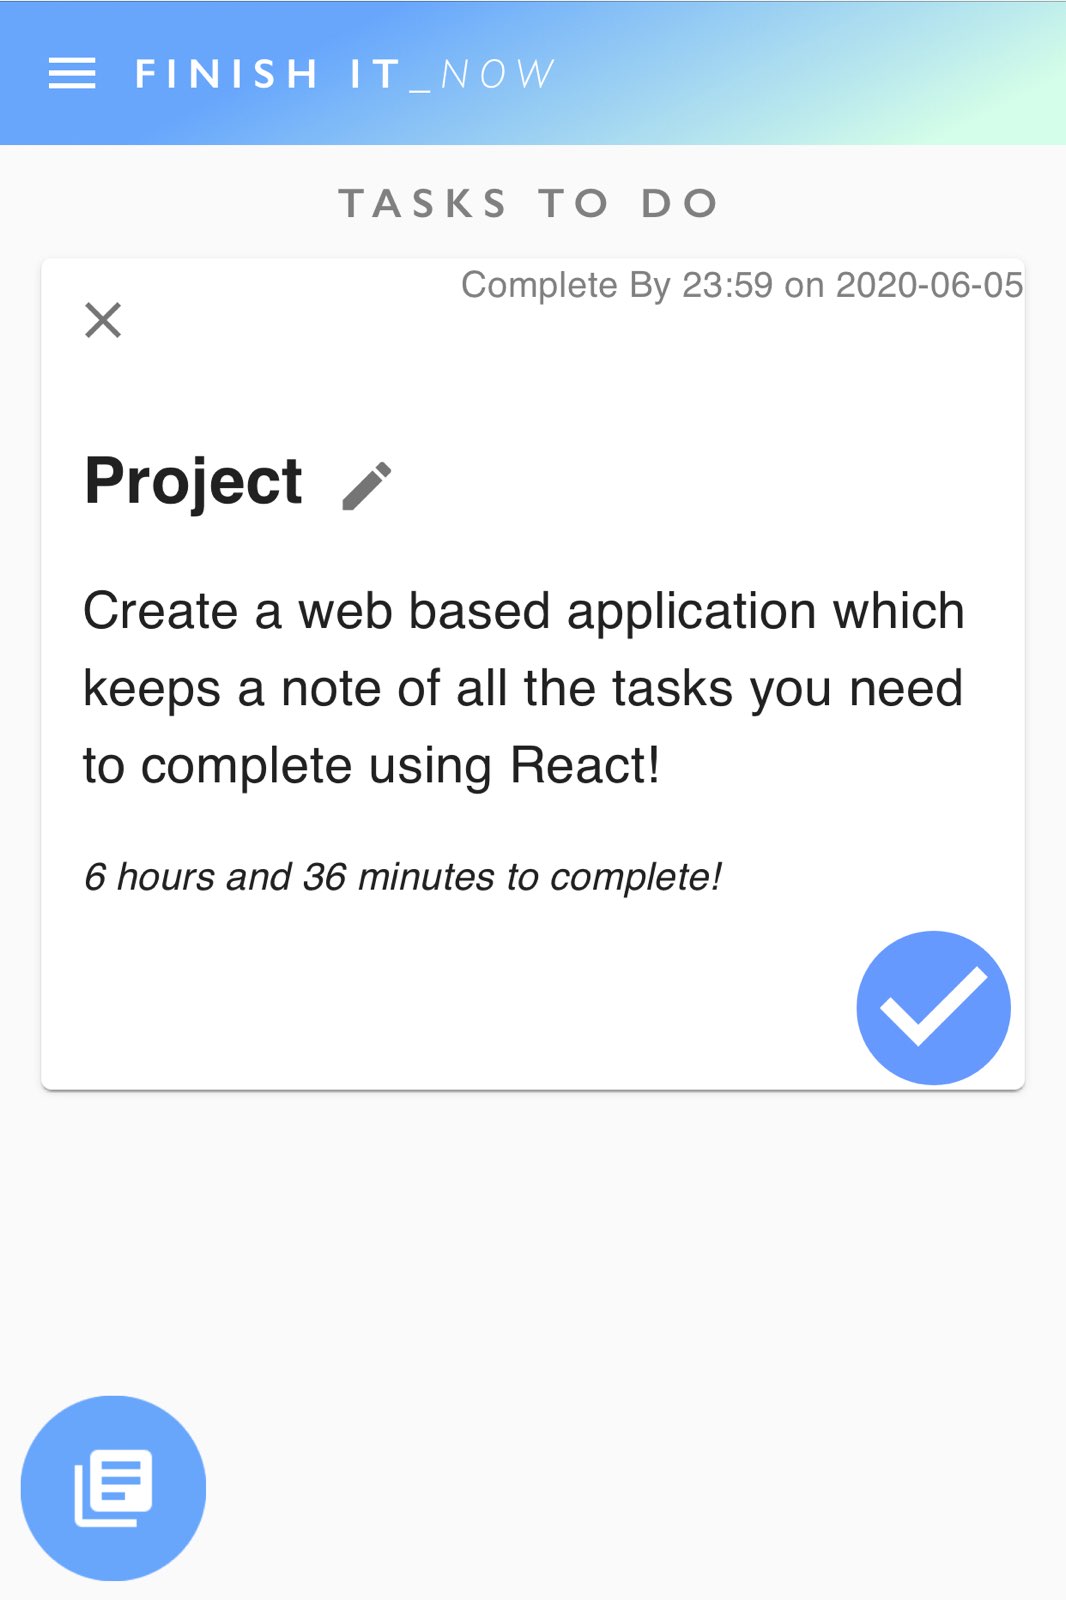 FINISH IT_NOW
TASKS TO DO
Complete By 23:59 on 2020-06-05
Project
Create a web based application which
keeps a note of all the tasks you need
to complete using React!
6 hours and 36 minutes to complete!